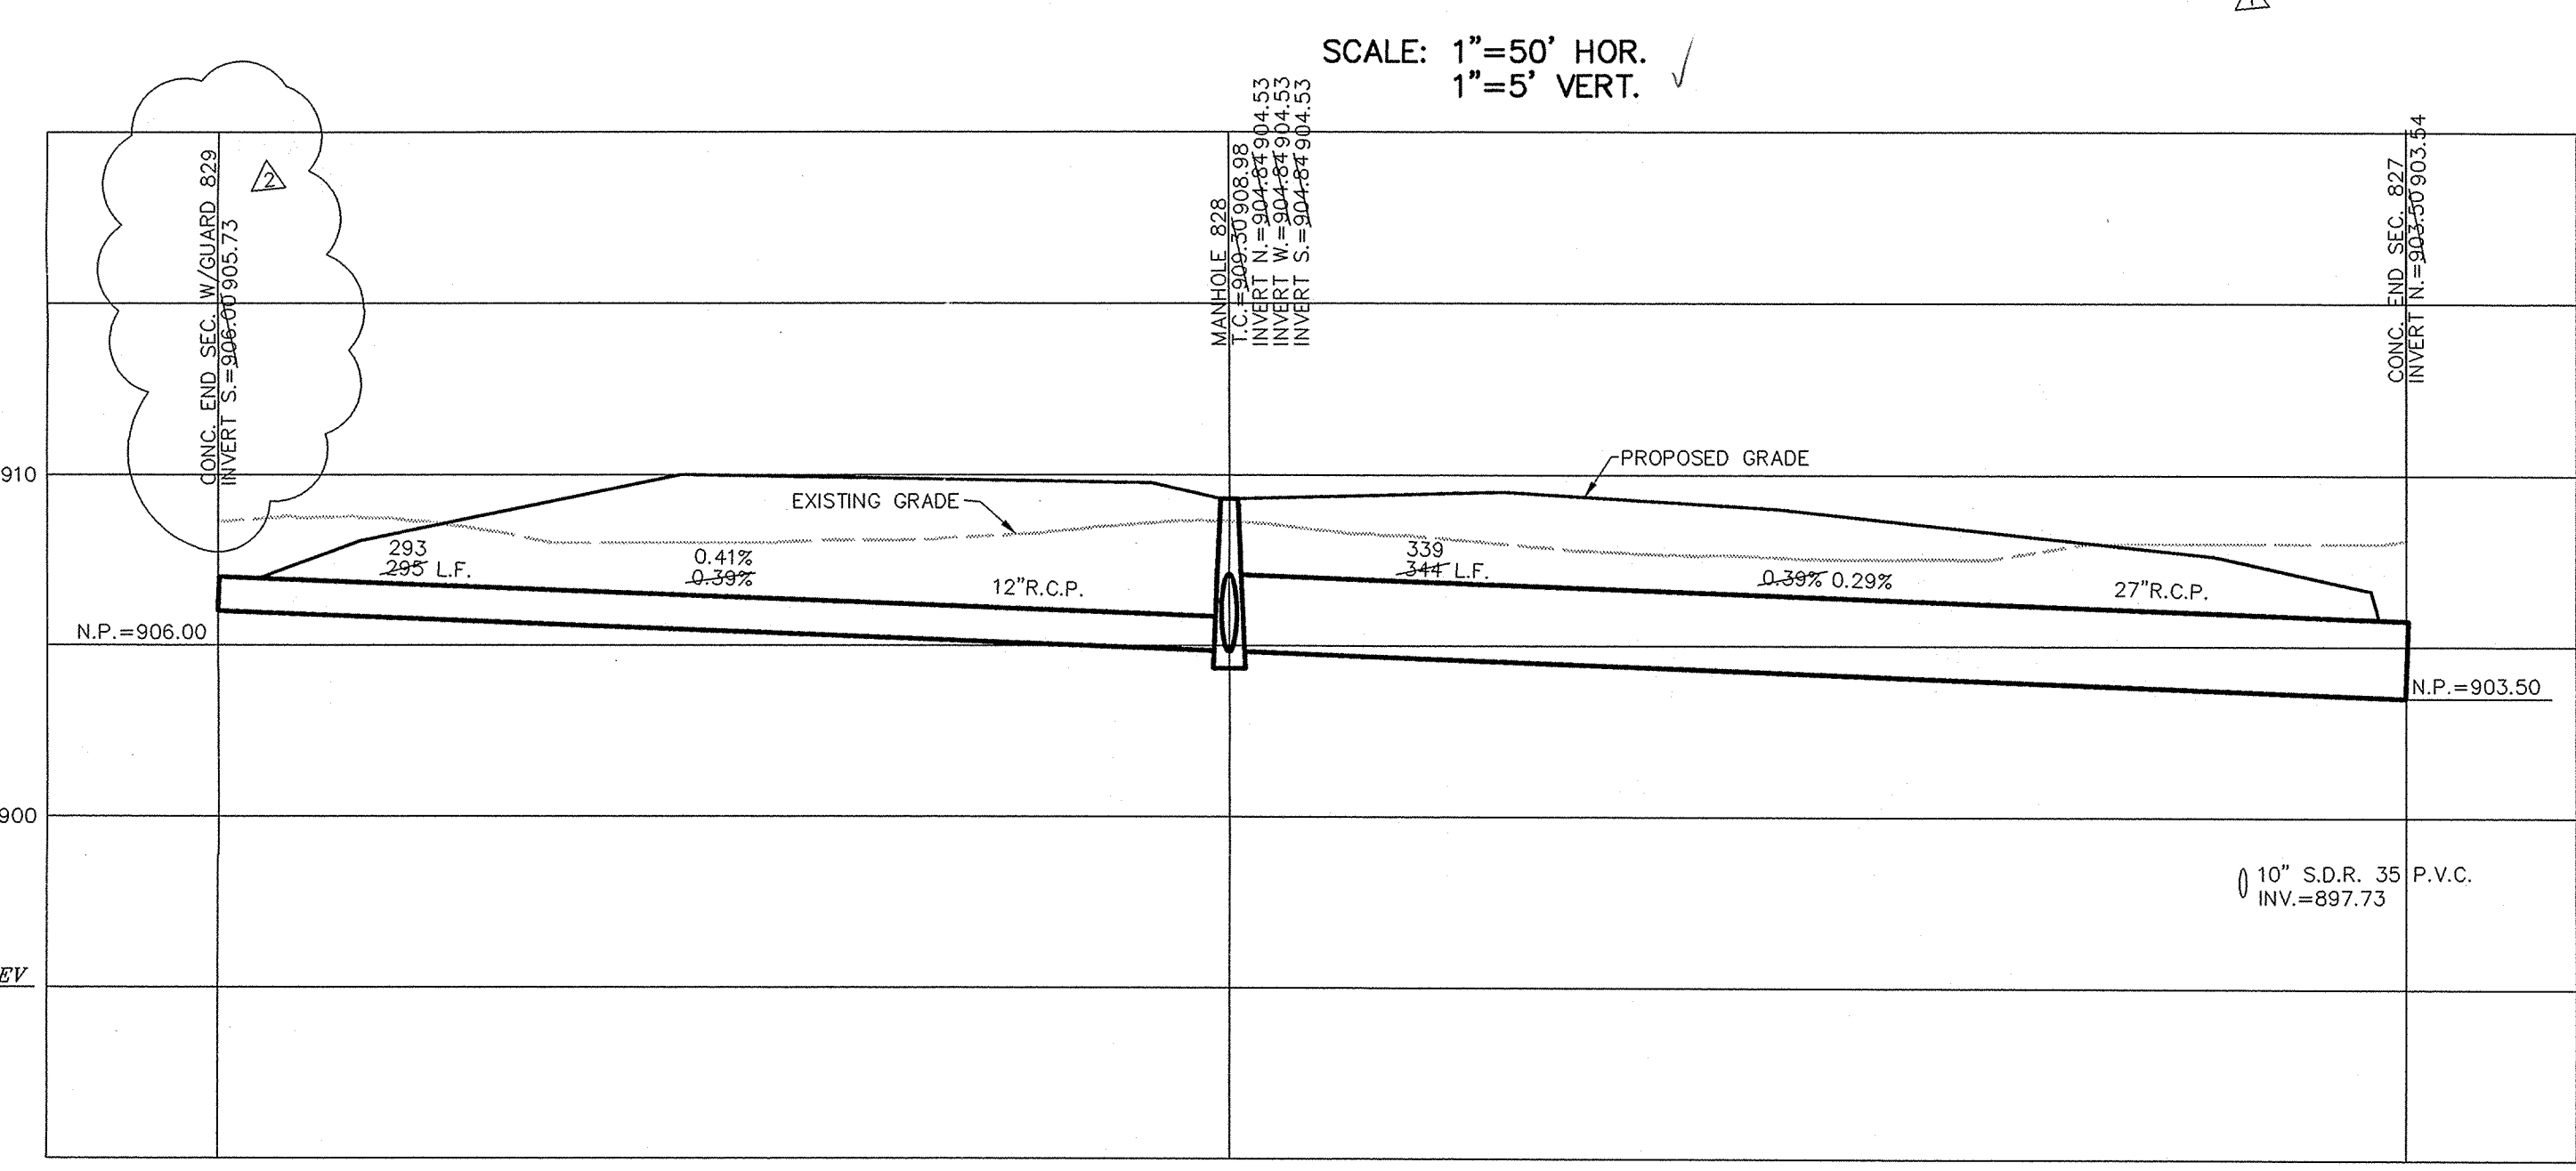 1
SCALE: 1"=50' HOR.
1"=5' VERT.
CONC. END SEC. W/GUARD 829
INVERT S.=906.00 905.73
2
MANHOLE 828
T.C.=909.30 908.98
INVERT N.=904.84 904.53
INVERT W.=904.84 904.53
INVERT S.=904.84 904.53
CONC. END SEC. 827
INVERT N.=903.50 903.54
910
PROPOSED GRADE
EXISTING GRADE
293
295 L.F.
0.41%
0.39%
12"R.C.P.
339
344 L.F.
0.39% 0.29%
27"R.C.P.
N.P.=906.00
N.P.=903.50
900
10" S.D.R. 35 P.V.C.
INV.=897.73
EV